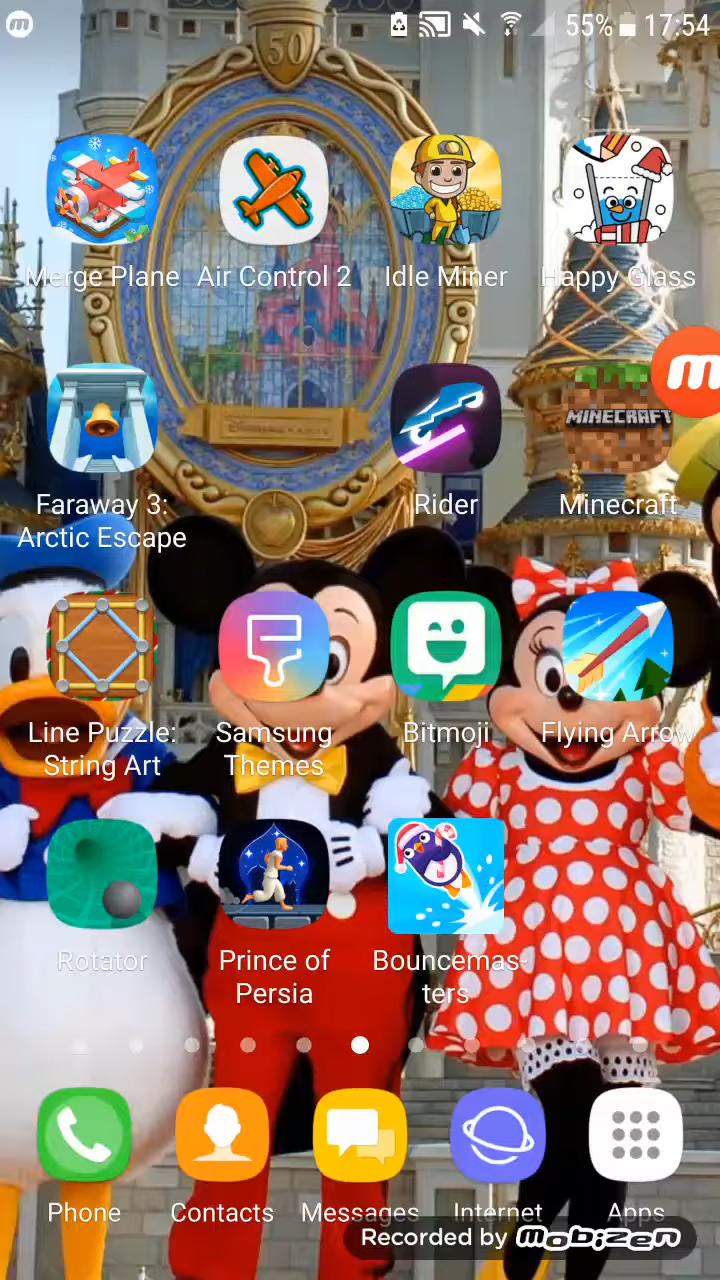 m
55% 17:54
50
Merge Plane Air Control 2 Idle Miner Happy Glass
m
MINECRAFT
Faraway 3:
Arctic Escape
Rider Minecraft
Line Puzzle:
String Art
Samsung
Themes
Bitmoji Flying Arrow
Rotator
Prince of
Persia
Bouncemas-
ters
Phone Contacts Messages Internet Apps
Recorded by mobizen